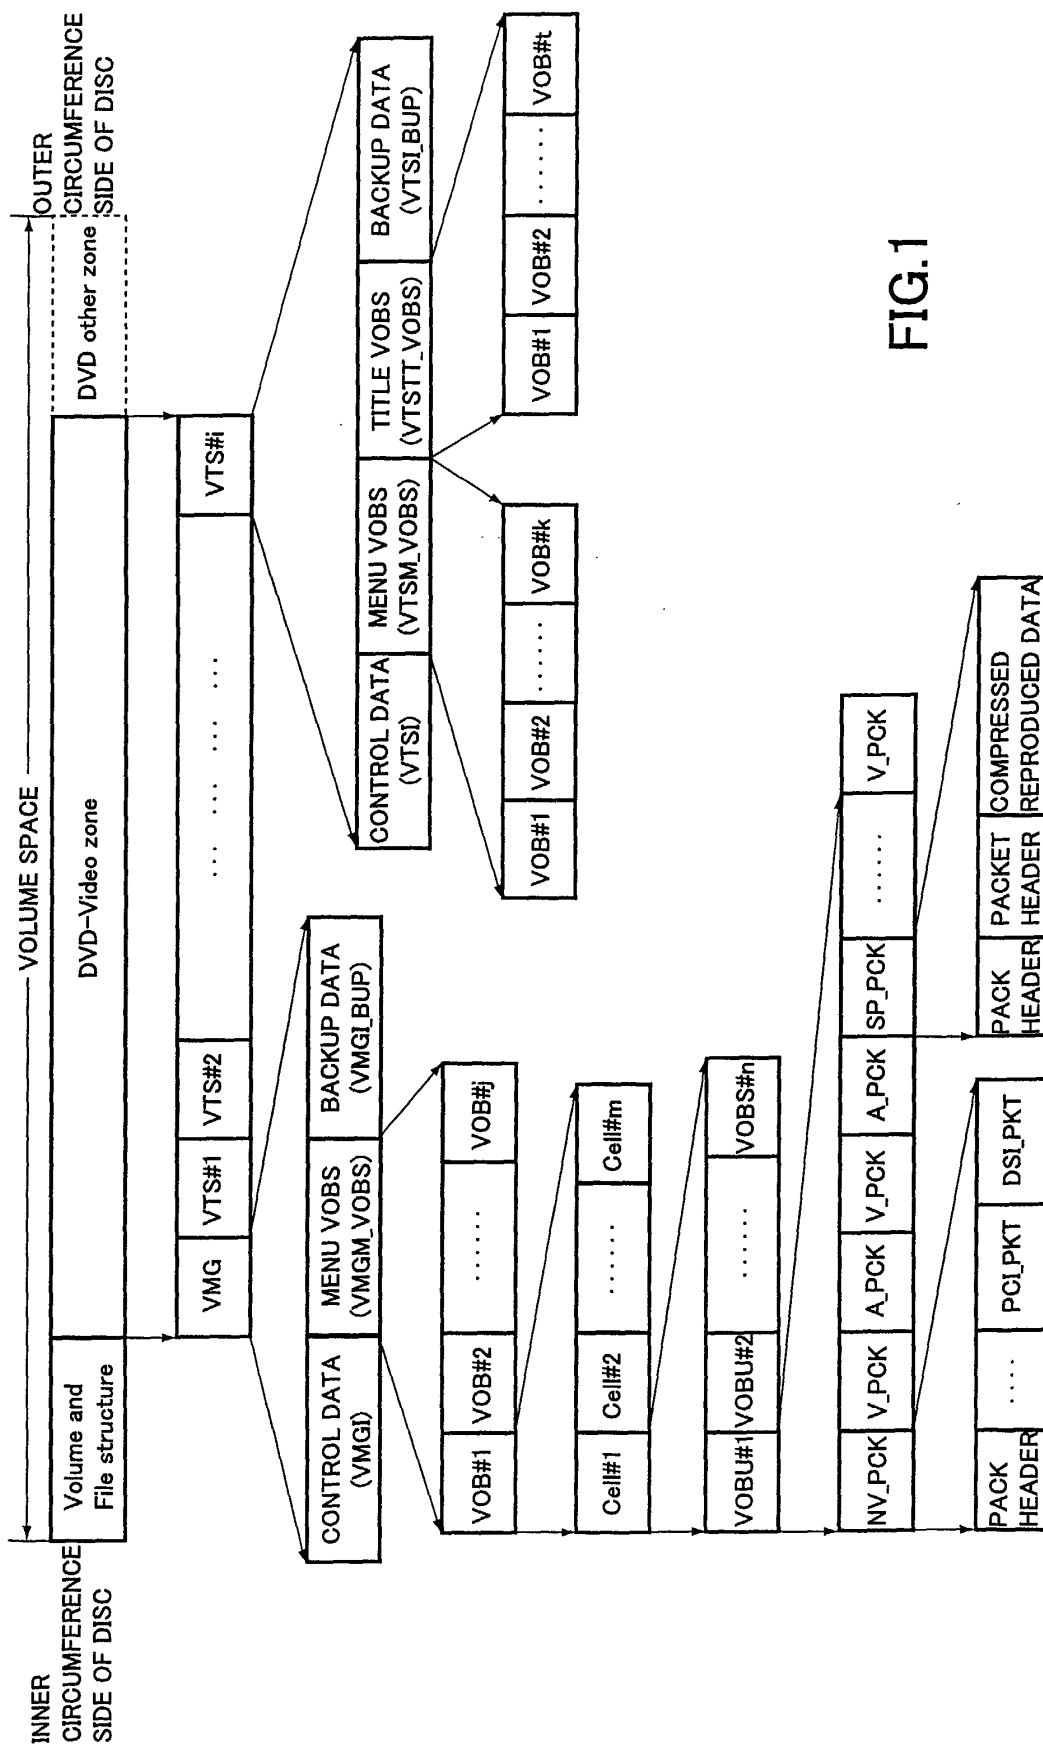 INNER
CIRCUMFERENCE
SIDE OF DISC
VOLUME SPACE
OUTER
CIRCUMFERENCE
SIDE OF DISC
Volume and
File structure
DVD-Video zone
DVD other zone
VMG
VTS#1
VTS#2
... ... ... ...
VTS#i
CONTROL DATA
(VMGI)
MENU VOBS
(VMGM_VOBS)
BACKUP DATA
(VMGI_BUP)
CONTROL DATA
(VTSI)
MENU VOBS
(VTSM_VOBS)
TITLE VOBS
(VTSTT_VOBS)
BACKUP DATA
(VTSI_BUP)
VOB#1
VOB#2
......
VOB#j
VOB#1
VOB#2
......
VOB#k
VOB#1
VOB#2
......
VOB#t
Cell#1
Cell#2
......
Cell#m
VOBU#1
VOBU#2
......
VOBS#n
NV_PCK
V_PCK
A_PCK
V_PCK
A_PCK
SP_PCK
......
V_PCK
PACK
HEADER
....
PCI_PKT
DSI_PKT
PACK
HEADER
PACKET
HEADER
COMPRESSED
REPRODUCED DATA
FIG.1